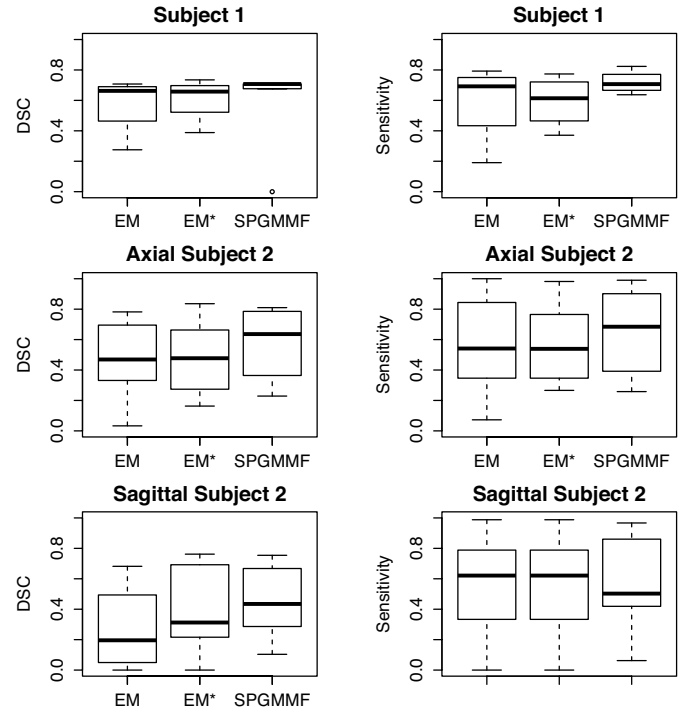 Subject 1
DSC
0.0 0.4 0.8
EM EM* SPGMMF
Subject 1
Sensitivity
0.0 0.4 0.8
EM EM* SPGMMF
Axial Subject 2
DSC
0.0 0.4 0.8
EM EM* SPGMMF
Axial Subject 2
Sensitivity
0.0 0.4 0.8
EM EM* SPGMMF
Sagittal Subject 2
DSC
0.0 0.4 0.8
EM EM* SPGMMF
Sagittal Subject 2
Sensitivity
0.0 0.4 0.8